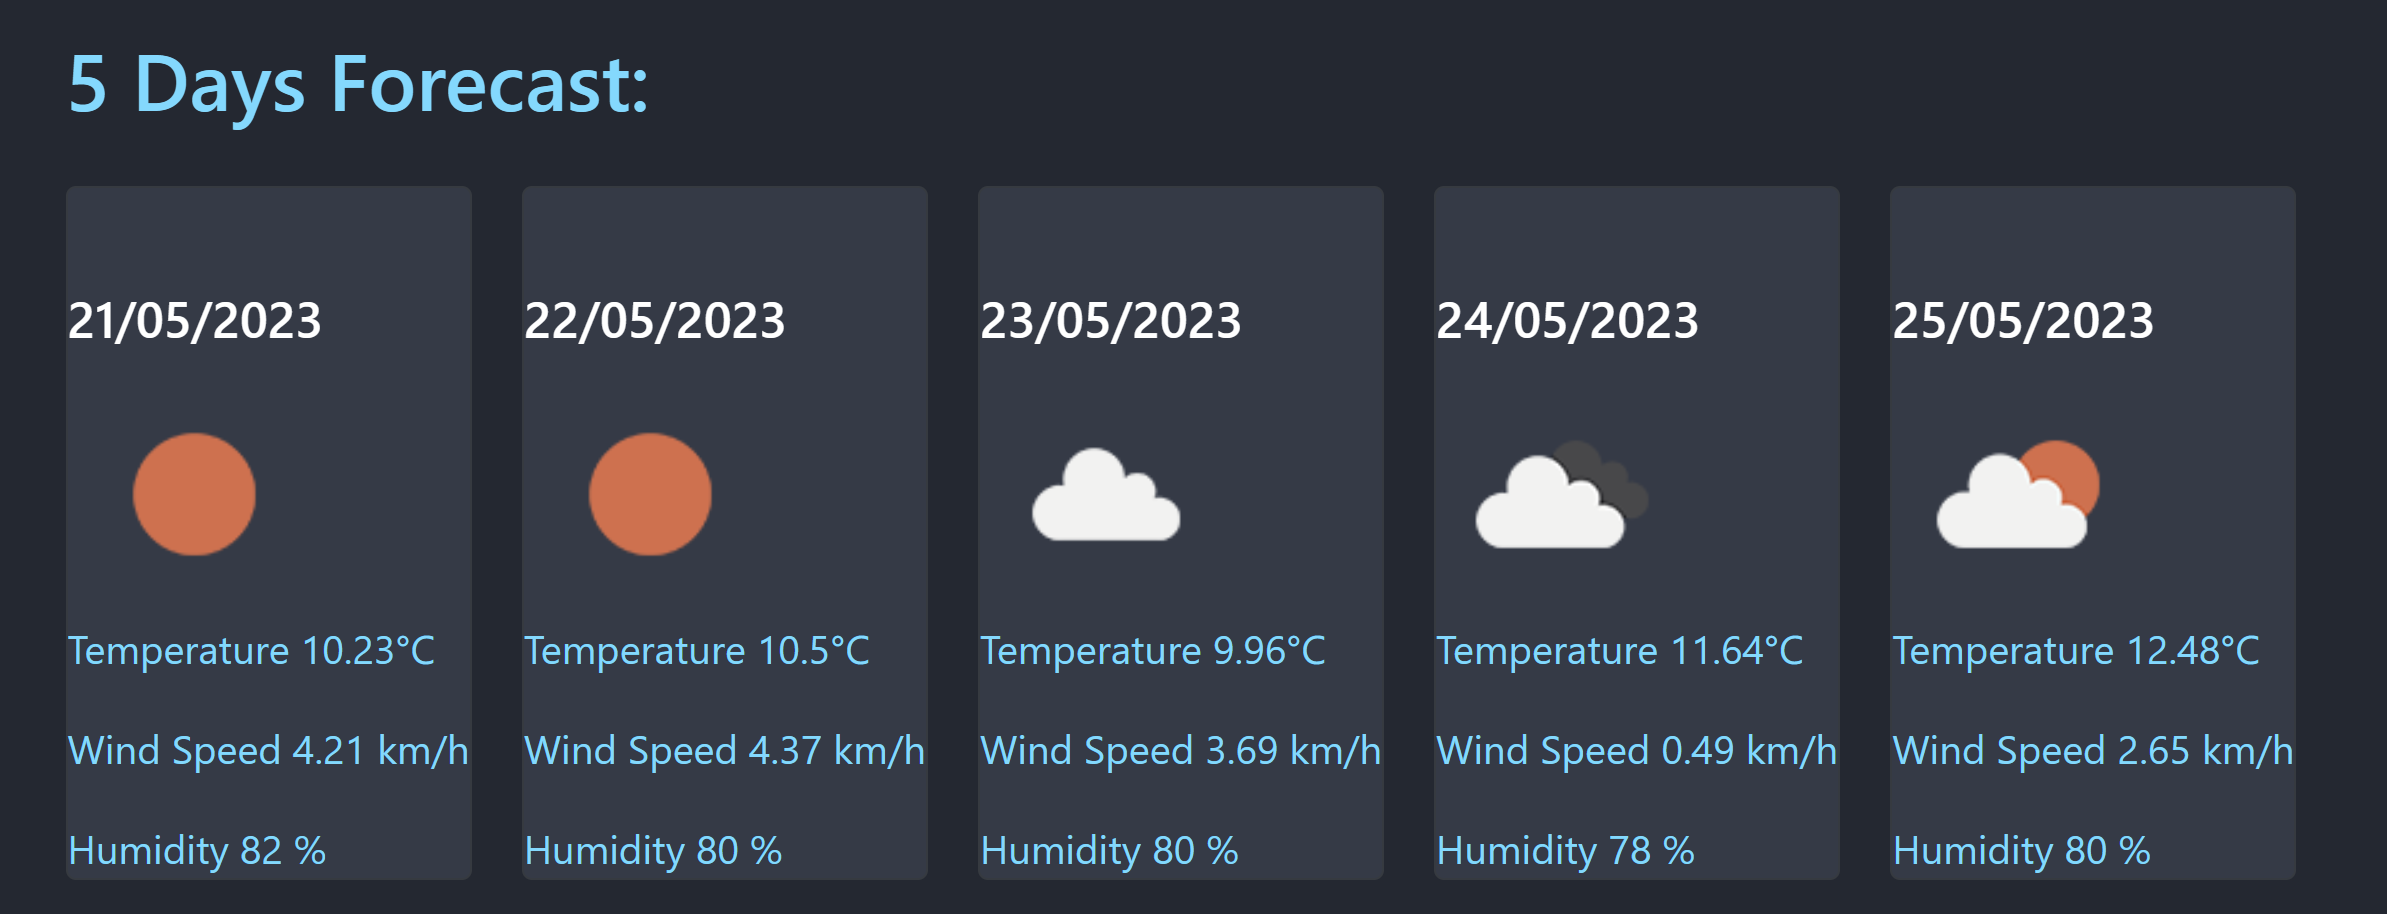 5 Days Forecast:
21/05/2023
Temperature 10.23°C
Wind Speed 4.21 km/h
Humidity 82 %
22/05/2023
Temperature 10.5°C
Wind Speed 4.37 km/h
Humidity 80 %
23/05/2023
Temperature 9.96°C
Wind Speed 3.69 km/h
Humidity 80 %
24/05/2023
Temperature 11.64°C
Wind Speed 0.49 km/h
Humidity 78 %
25/05/2023
Temperature 12.48°C
Wind Speed 2.65 km/h
Humidity 80 %